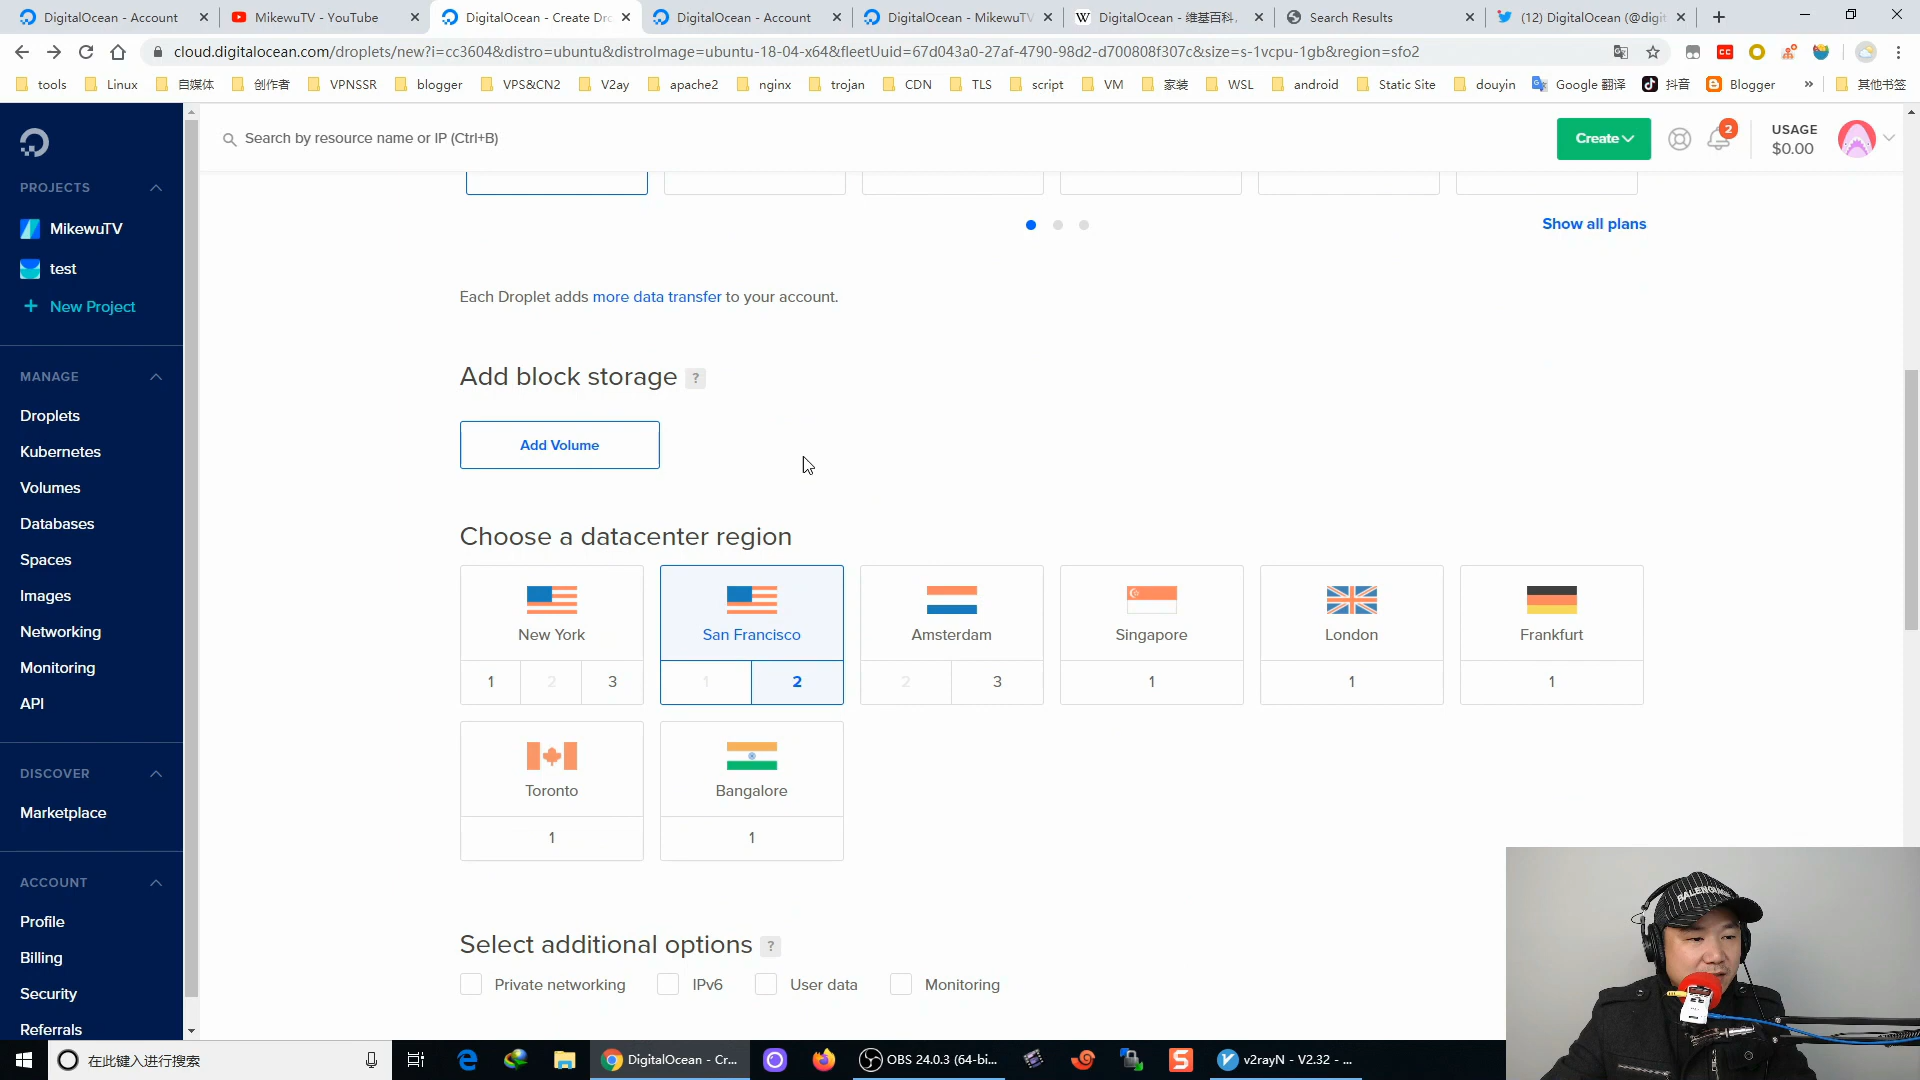 DigitalOcean - Account
MikewuTV - YouTube
DigitalOcean - Create Dro
DigitalOcean - Account
DigitalOcean - MikewuTV
W DigitalOcean - 维基百科,
Search Results
(12) DigitalOcean (@digit
cloud.digitalocean.com/droplets/new?i=cc3604&distro=ubuntu&distroImage=ubuntu-18-04-x64&fleetUuid=67d043a0-27af-4790-98d2-d700808f307c&size=s-1vcpu-1gb&region=sfo2
tools
Linux
自媒体
创作者
VPNSSR
blogger
VPS&CN2
V2ay
apache2
nginx
trojan
CDN
TLS
script
VM
家装
WSL
android
Static Site
douyin
Google 翻译
抖音
Blogger
»
其他书签
Search by resource name or IP (Ctrl+B)
Create
2
USAGE
$0.00
PROJECTS
MikewuTV
test
+ New Project
MANAGE
Droplets
Kubernetes
Volumes
Databases
Spaces
Images
Networking
Monitoring
API
DISCOVER
Marketplace
ACCOUNT
Profile
Billing
Security
Referrals
Show all plans
Each Droplet adds more data transfer to your account.
Add block storage ?
Add Volume
Choose a datacenter region
New York
1 2 3
San Francisco
1 2
Amsterdam
2 3
Singapore
1
London
1
Frankfurt
1
Toronto
1
Bangalore
1
Select additional options ?
Private networking
IPv6
User data
Monitoring
在此键入进行搜索
DigitalOcean - Cr...
OBS 24.0.3 (64-bi...
v2rayN - V2.32 - ...